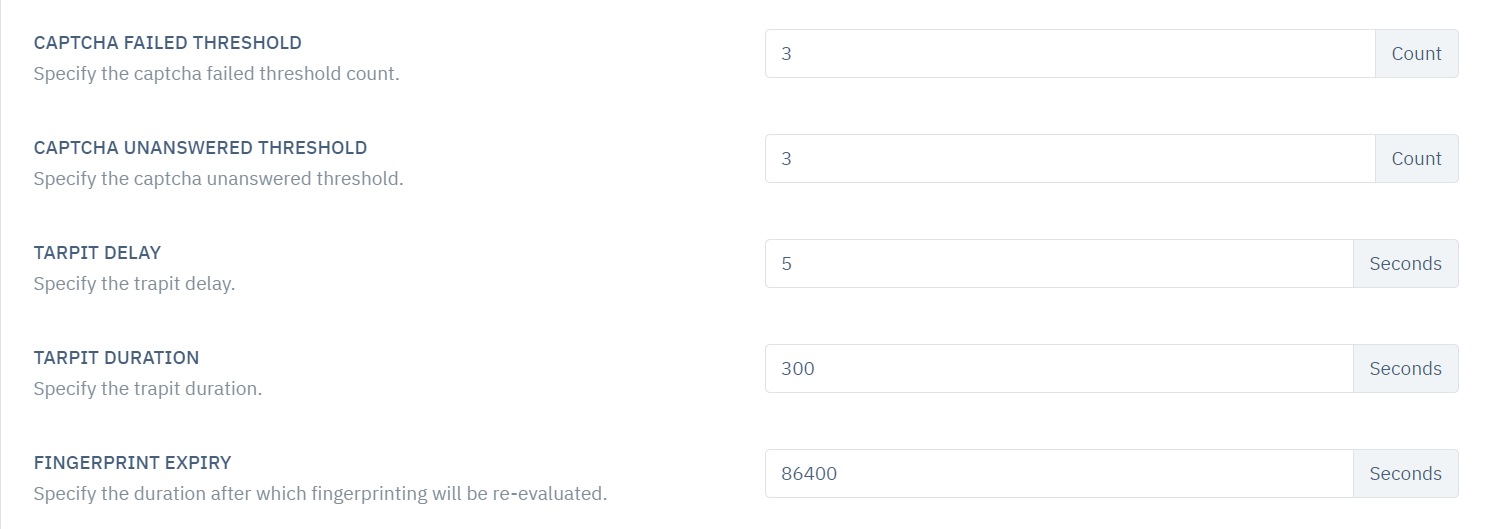 CAPTCHA FAILED THRESHOLD
Specify the captcha failed threshold count.
3 Count
CAPTCHA UNANSWERED THRESHOLD
Specify the captcha unanswered threshold.
3 Count
TARPIT DELAY
Specify the trapit delay.
5 Seconds
TARPIT DURATION
Specify the trapit duration.
300 Seconds
FINGERPRINT EXPIRY
Specify the duration after which fingerprinting will be re-evaluated.
86400 Seconds